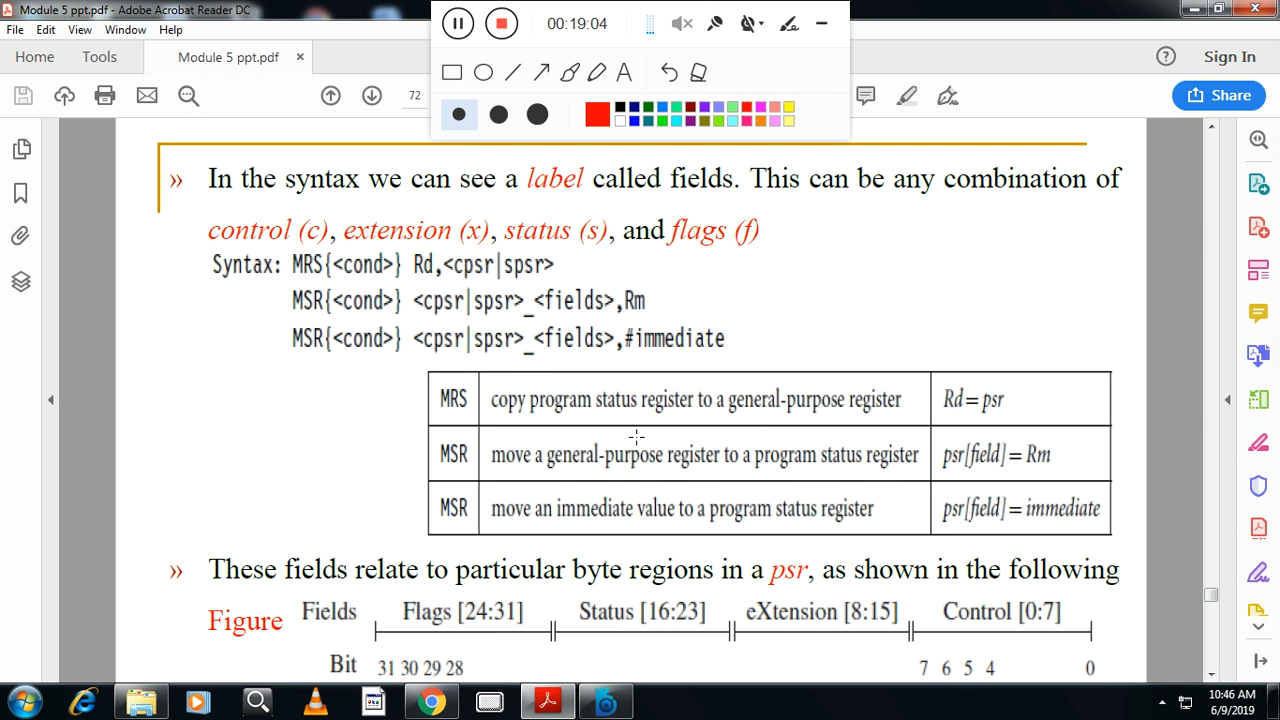 Module 5 ppt.pdf - Adobe Acrobat Reader DC
File Edit View Window Help
00:19:04
Home Tools Module 5 ppt.pdf × Sign In
72
Share
» In the syntax we can see a label called fields. This can be any combination of
control (c), extension (x), status (s), and flags (f)
Syntax: MRS{<cond>} Rd,<cpsr|spsr>
MSR{<cond>} <cpsr|spsr>_<fields>,Rm
MSR{<cond>} <cpsr|spsr>_<fields>,#immediate
MRS copy program status register to a general-purpose register Rd = psr
MSR move a general-purpose register to a program status register psr[field] = Rm
MSR move an immediate value to a program status register psr[field] = immediate
» These fields relate to particular byte regions in a psr, as shown in the following
Figure
Fields Flags [24:31] Status [16:23] eXtension [8:15] Control [0:7]
Bit 31 30 29 28 7 6 5 4 0
10:46 AM
6/9/2019